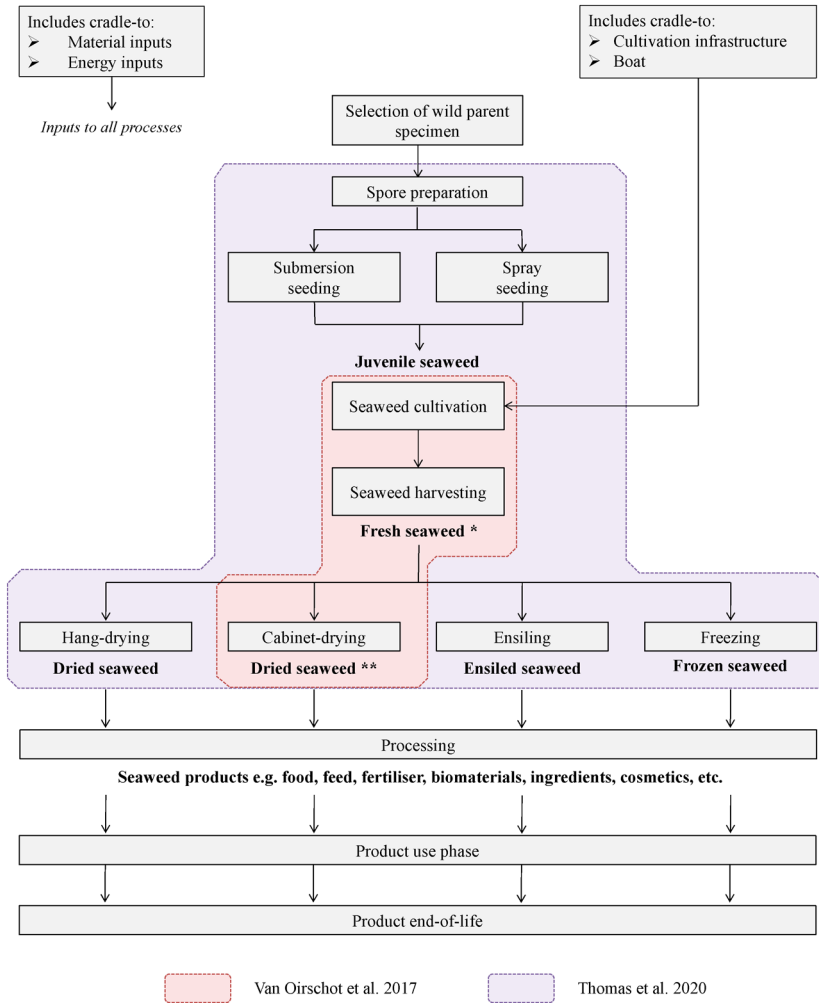 Includes cradle-to:
➢ Material inputs
➢ Energy inputs
Inputs to all processes
Includes cradle-to:
➢ Cultivation infrastructure
➢ Boat
Selection of wild parent
specimen
Spore preparation
Submersion
seeding
Spray
seeding
Juvenile seaweed
Seaweed cultivation
Seaweed harvesting
Fresh seaweed *
Hang-drying
Cabinet-drying
Ensiling
Freezing
Dried seaweed
Dried seaweed **
Ensiled seaweed
Frozen seaweed
Processing
Seaweed products e.g. food, feed, fertiliser, biomaterials, ingredients, cosmetics, etc.
Product use phase
Product end-of-life
Van Oirschot et al. 2017
Thomas et al. 2020